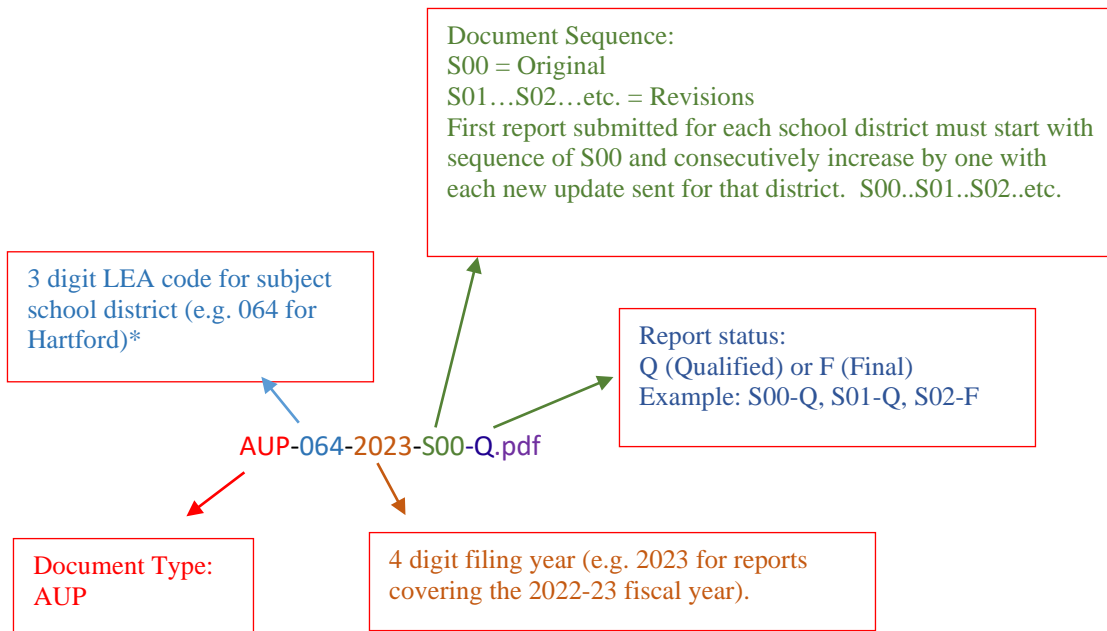 Document Sequence:
S00 = Original
S01…S02…etc. = Revisions
First report submitted for each school district must start with
sequence of S00 and consecutively increase by one with
each new update sent for that district.  S00..S01..S02..etc.
3 digit LEA code for subject
school district (e.g. 064 for
Hartford)*
Report status:
Q (Qualified) or F (Final)
Example: S00-Q, S01-Q, S02-F
AUP-064-2023-S00-Q.pdf
Document Type:
AUP
4 digit filing year (e.g. 2023 for reports
covering the 2022-23 fiscal year).